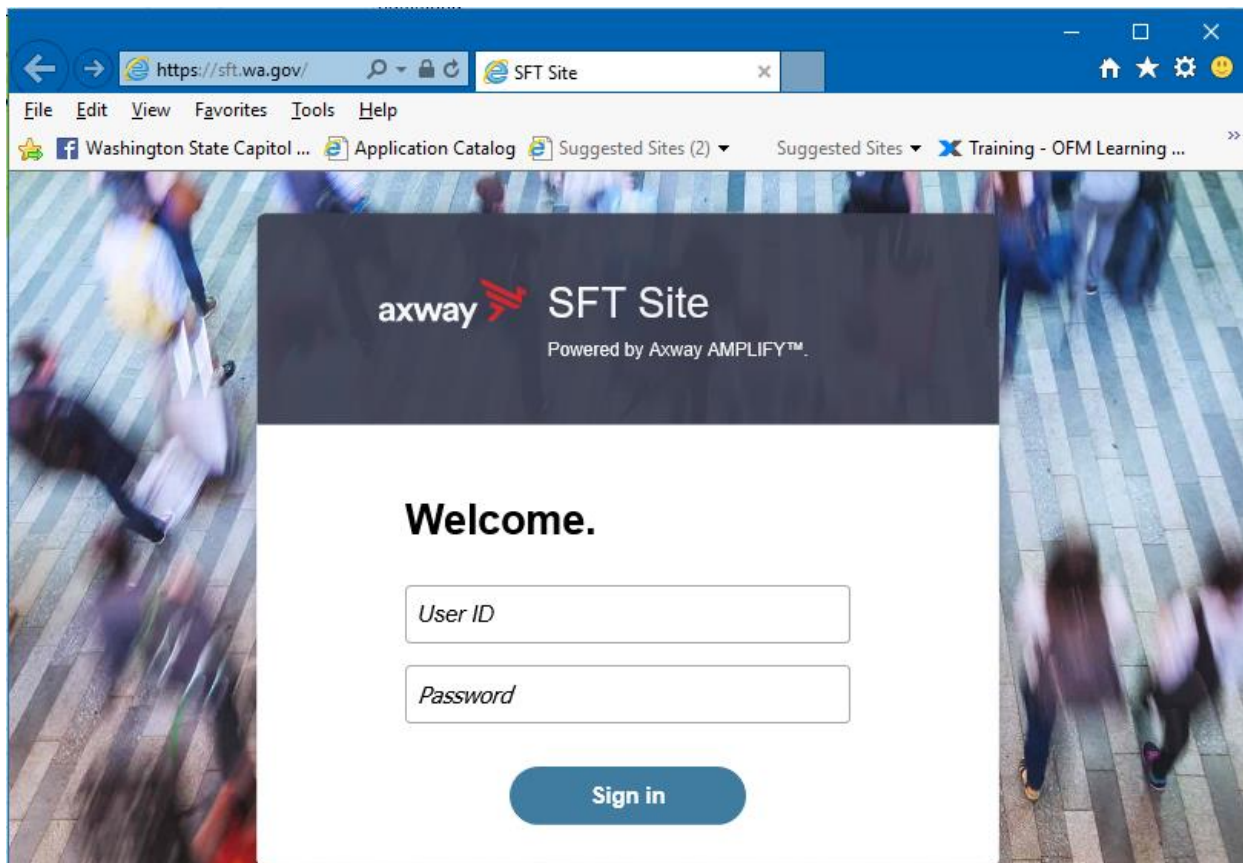 https://sft.wa.gov/
SFT Site
File Edit View Favorites Tools Help
Washington State Capitol ... Application Catalog Suggested Sites (2) Suggested Sites Training - OFM Learning ...
axway SFT Site
Powered by Axway AMPLIFY™.
Welcome.
User ID
Password
Sign in